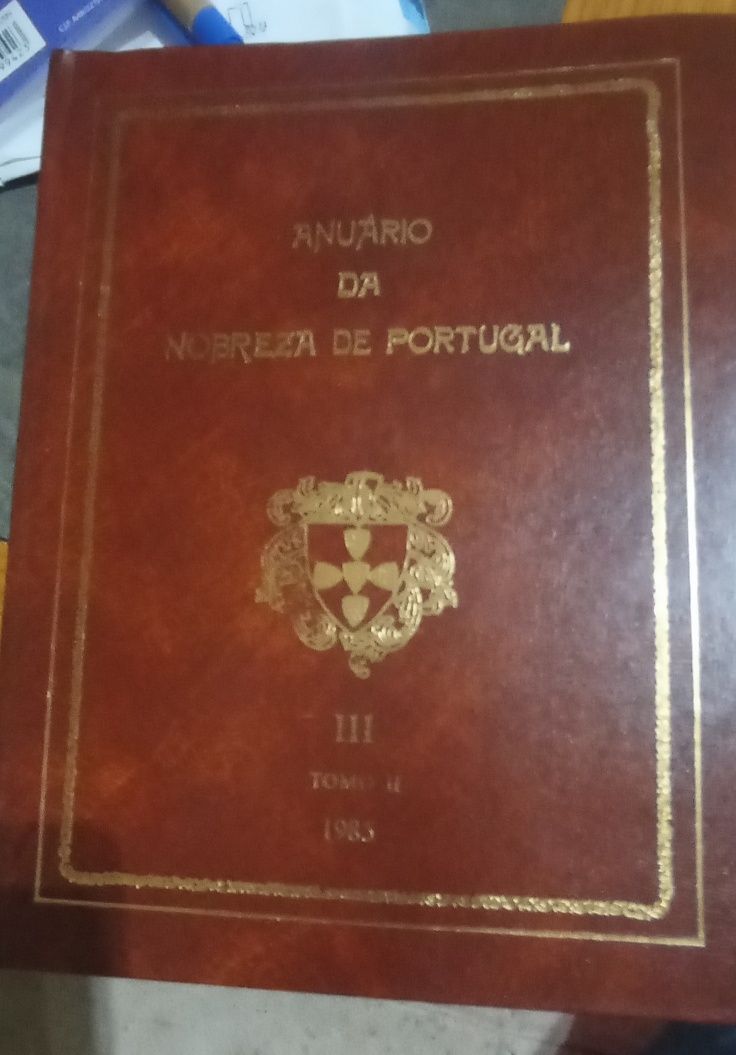 ANUÁRIO
DA
NOBREZA DE PORTUGAL
III
TOMO II
1985